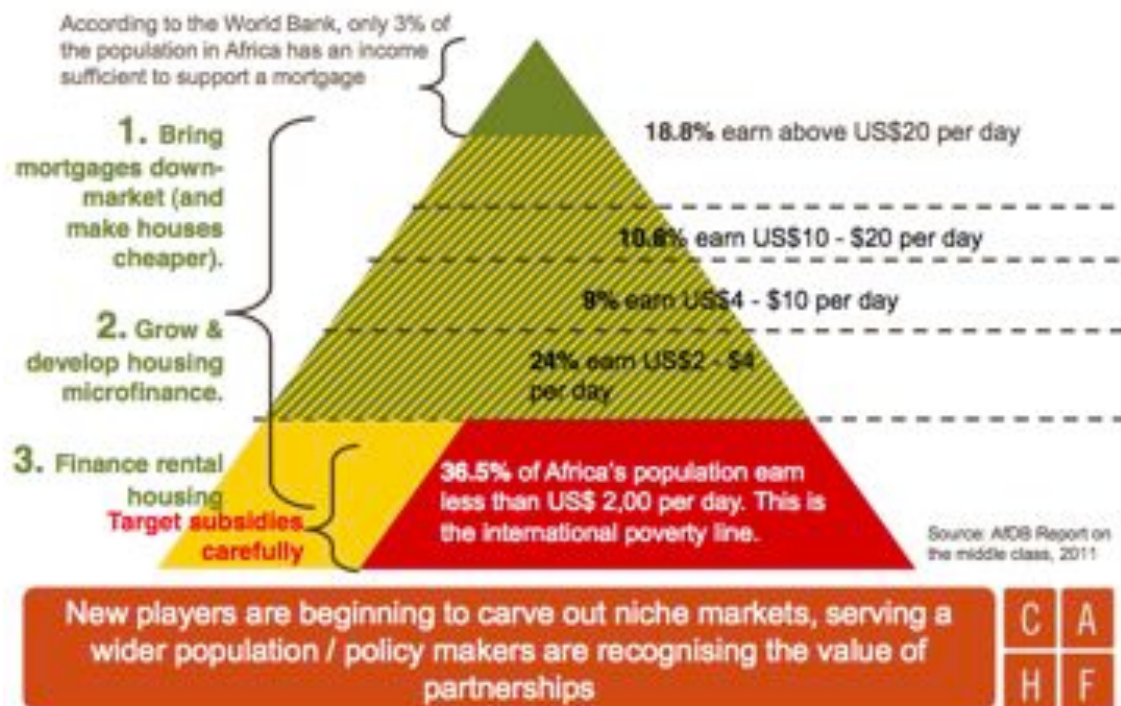 According to the World Bank, only 3% of
the population in Africa has an income
sufficient to support a mortgage
1. Bring
mortgages down-
market (and
make houses
cheaper).
2. Grow &
develop housing
microfinance.
3. Finance rental
housing
Target subsidies
carefully
18.8% earn above US$20 per day
10.8% earn US$10 - $20 per day
9% earn US$4 - $10 per day
24% earn US$2 - $4
per day
36.5% of Africa's population earn
less than US$ 2,00 per day. This is
the international poverty line.
Source: AfDB Report on
the middle class, 2011
New players are beginning to carve out niche markets, serving a
wider population / policy makers are recognising the value of
partnerships
C A
H F